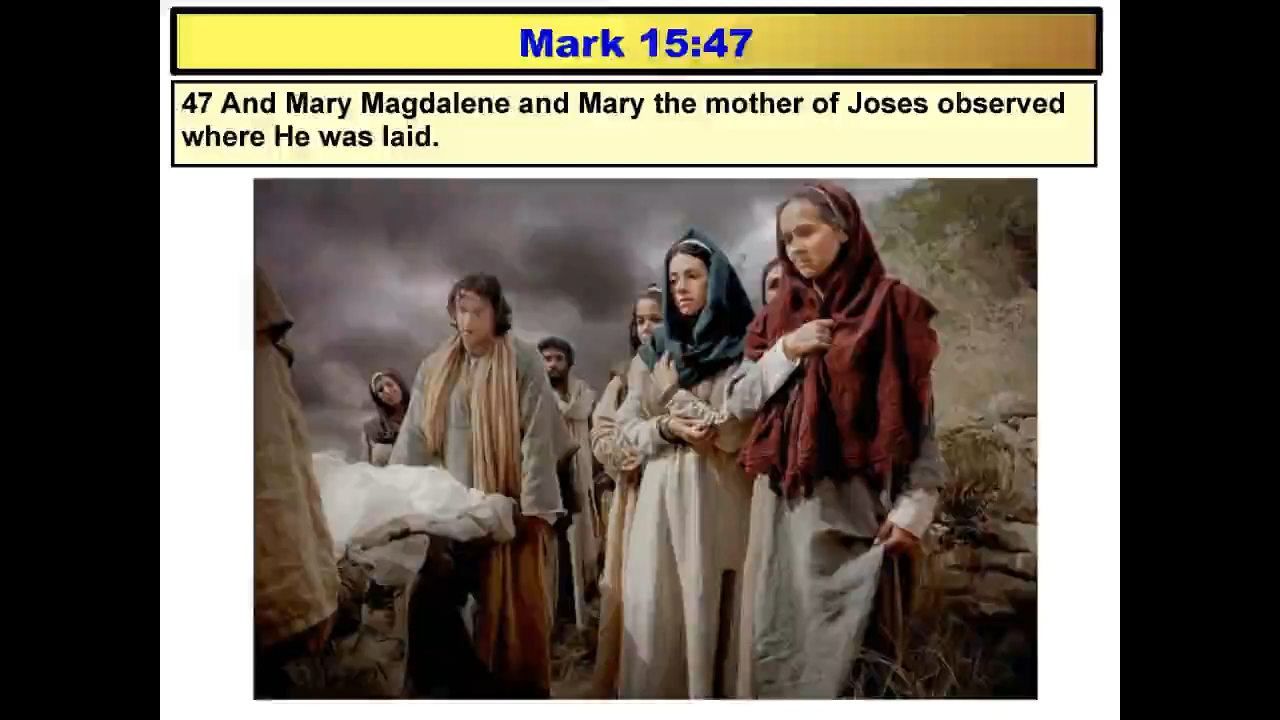 Mark 15:47
47 And Mary Magdalene and Mary the mother of Joses observed
where He was laid.